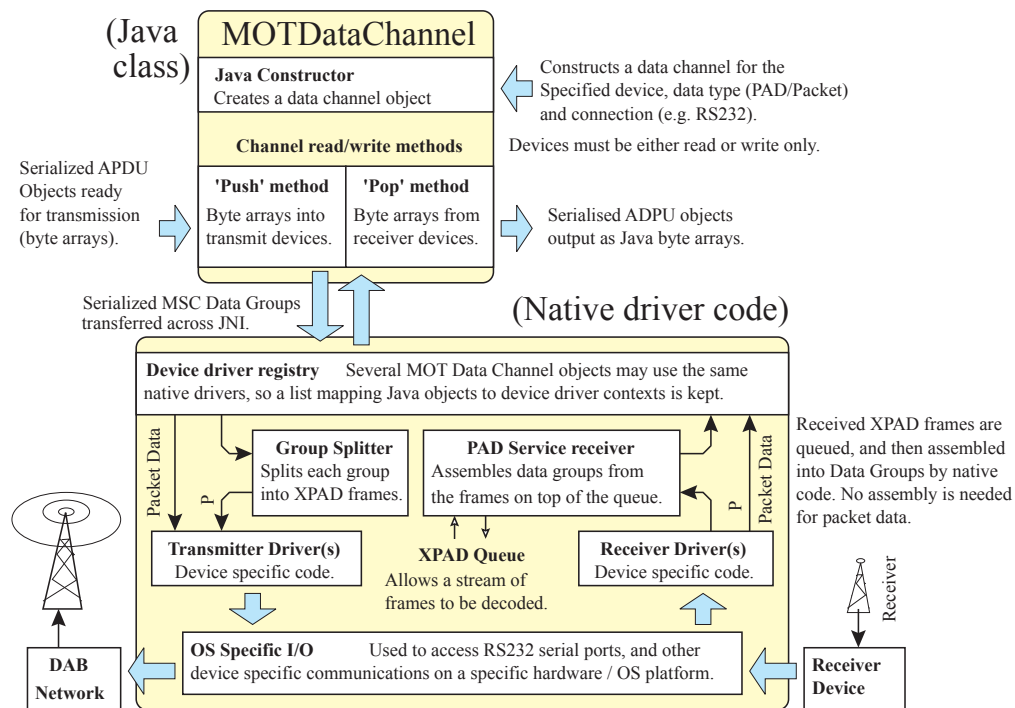 (Java
class)
MOTDataChannel
Java Constructor
Creates a data channel object
Constructs a data channel for the
Specified device, data type (PAD/Packet)
and connection (e.g. RS232).
Channel read/write methods
Devices must be either read or write only.
Serialized APDU
Objects ready
for transmission
(byte arrays).
'Push' method
Byte arrays into
transmit devices.
'Pop' method
Byte arrays from
receiver devices.
Serialised ADPU objects
output as Java byte arrays.
Serialized MSC Data Groups
transferred across JNI.
(Native driver code)
Device driver registry Several MOT Data Channel objects may use the same
native drivers, so a list mapping Java objects to device driver contexts is kept.
Packet Data
Group Splitter
Splits each group
into XPAD frames.
P
PAD Service receiver
Assembles data groups from
the frames on top of the queue.
P
Packet Data
Received XPAD frames are
queued, and then assembled
into Data Groups by native
code. No assembly is needed
for packet data.
Transmitter Driver(s)
Device specific code.
XPAD Queue
Allows a stream of
frames to be decoded.
Receiver Driver(s)
Device specific code.
Receiver
OS Specific I/O Used to access RS232 serial ports, and other
device specific communications on a specific hardware / OS platform.
DAB
Network
Receiver
Device